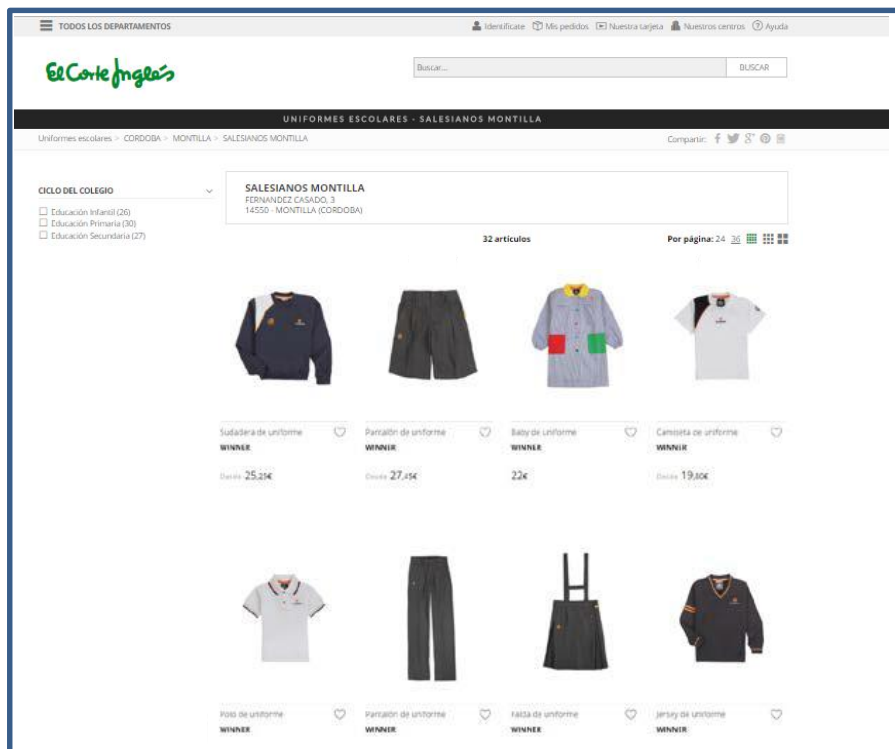 TODOS LOS DEPARTAMENTOS
Identifícate Mis pedidos Nuestra tarjeta Nuestros centros Ayuda
El Corte Inglés
Buscar... BUSCAR
UNIFORMES ESCOLARES - SALESIANOS MONTILLA
Uniformes escolares > CORDOBA > MONTILLA > SALESIANOS MONTILLA Compartir:
CICLO DEL COLEGIO
Educación Infantil (26)
Educación Primaria (30)
Educación Secundaria (27)
SALESIANOS MONTILLA
FERNANDEZ CASADO, 3
14550 - MONTILLA (CORDOBA)
32 artículos Por página: 24 36
Sudadera de uniforme Pantalón de uniforme Baby de uniforme Camiseta de uniforme
WINNER WINNER WINNER WINNER
Desde 25,25€ Desde 27,45€ 22€ Desde 19,80€
Polo de uniforme Pantalón de uniforme Falda de uniforme Jersey de uniforme
WINNER WINNER WINNER WINNER